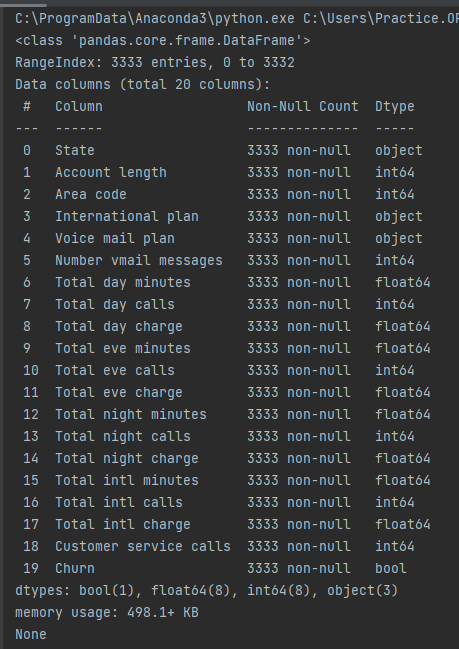 C:\ProgramData\Anaconda3\python.exe C:\Users\Practice.OP
<class 'pandas.core.frame.DataFrame'>
RangeIndex: 3333 entries, 0 to 3332
Data columns (total 20 columns):
 #   Column                  Non-Null Count  Dtype
---  ------                  --------------  -----
 0   State                   3333 non-null   object
 1   Account length          3333 non-null   int64
 2   Area code               3333 non-null   int64
 3   International plan      3333 non-null   object
 4   Voice mail plan         3333 non-null   object
 5   Number vmail messages   3333 non-null   int64
 6   Total day minutes       3333 non-null   float64
 7   Total day calls         3333 non-null   int64
 8   Total day charge        3333 non-null   float64
 9   Total eve minutes       3333 non-null   float64
 10  Total eve calls         3333 non-null   int64
 11  Total eve charge        3333 non-null   float64
 12  Total night minutes     3333 non-null   float64
 13  Total night calls       3333 non-null   int64
 14  Total night charge      3333 non-null   float64
 15  Total intl minutes      3333 non-null   float64
 16  Total intl calls        3333 non-null   int64
 17  Total intl charge       3333 non-null   float64
 18  Customer service calls  3333 non-null   int64
 19  Churn                   3333 non-null   bool
dtypes: bool(1), float64(8), int64(8), object(3)
memory usage: 498.1+ KB
None